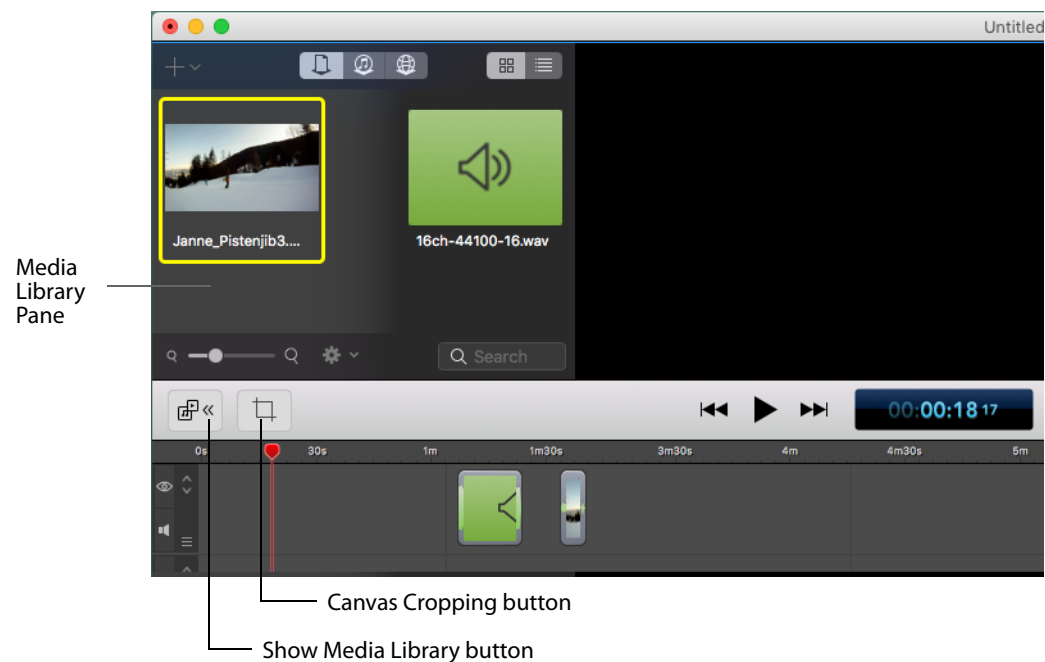 Untitled
Janne_Pistenjib3....
16ch-44100-16.wav
Media
Library
Pane
Search
00:00:18 17
0s
30s
1m
1m30s
3m30s
4m
4m30s
5m
Canvas Cropping button
Show Media Library button